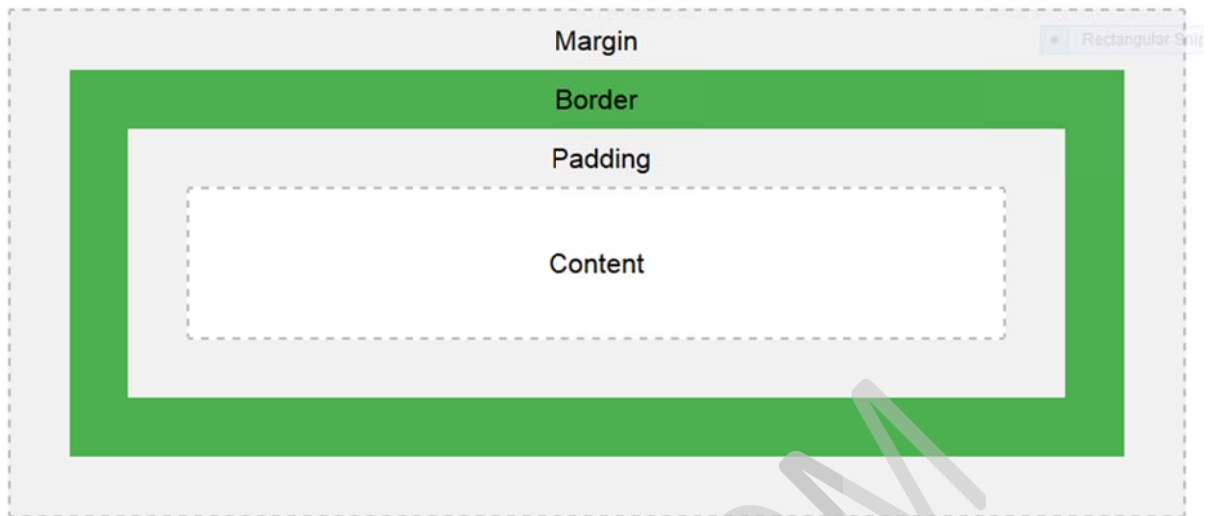 Margin
Rectangular Snip
Border
Padding
Content